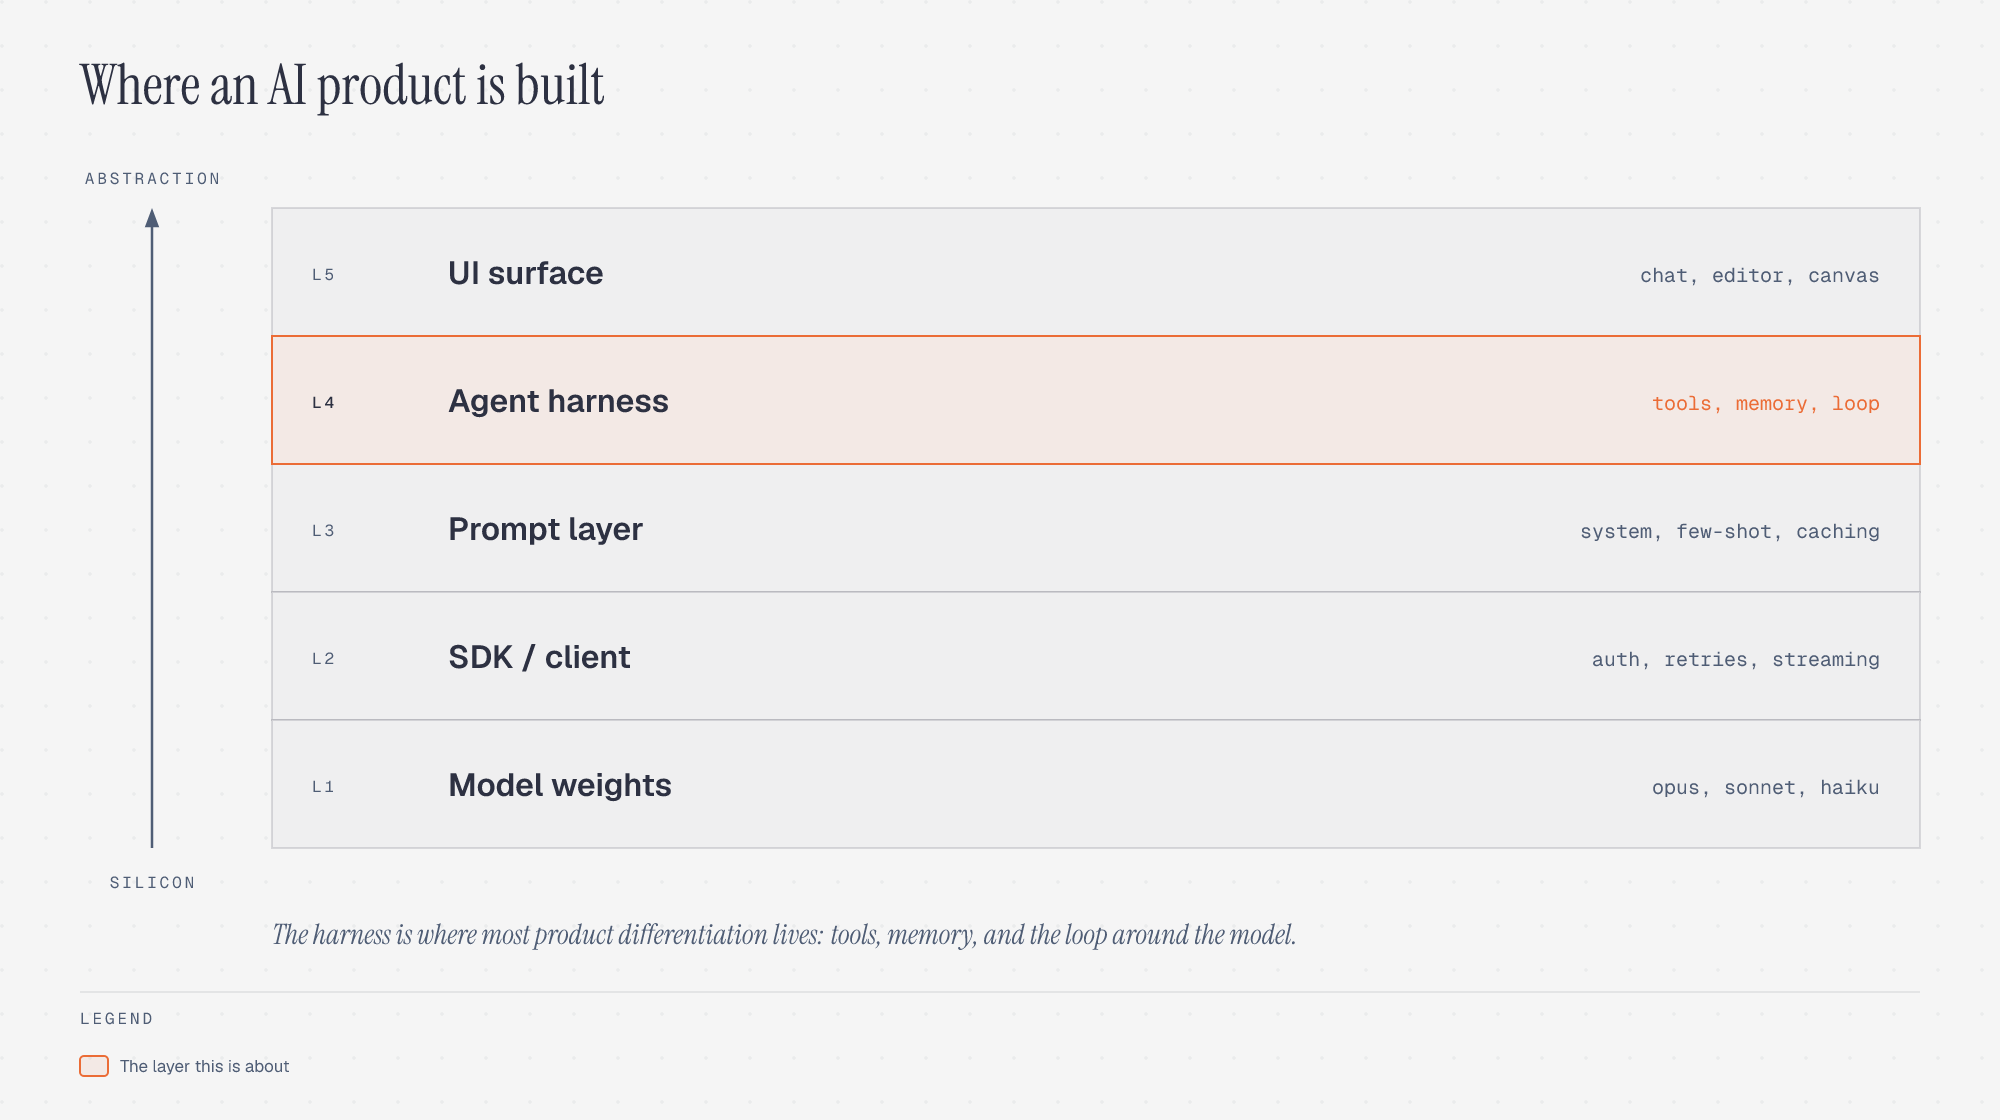 Where an AI product is built
ABSTRACTION
L5 UI surface chat, editor, canvas
L4 Agent harness tools, memory, loop
L3 Prompt layer system, few-shot, caching
L2 SDK / client auth, retries, streaming
L1 Model weights opus, sonnet, haiku
SILICON
The harness is where most product differentiation lives: tools, memory, and the loop around the model.
LEGEND
The layer this is about